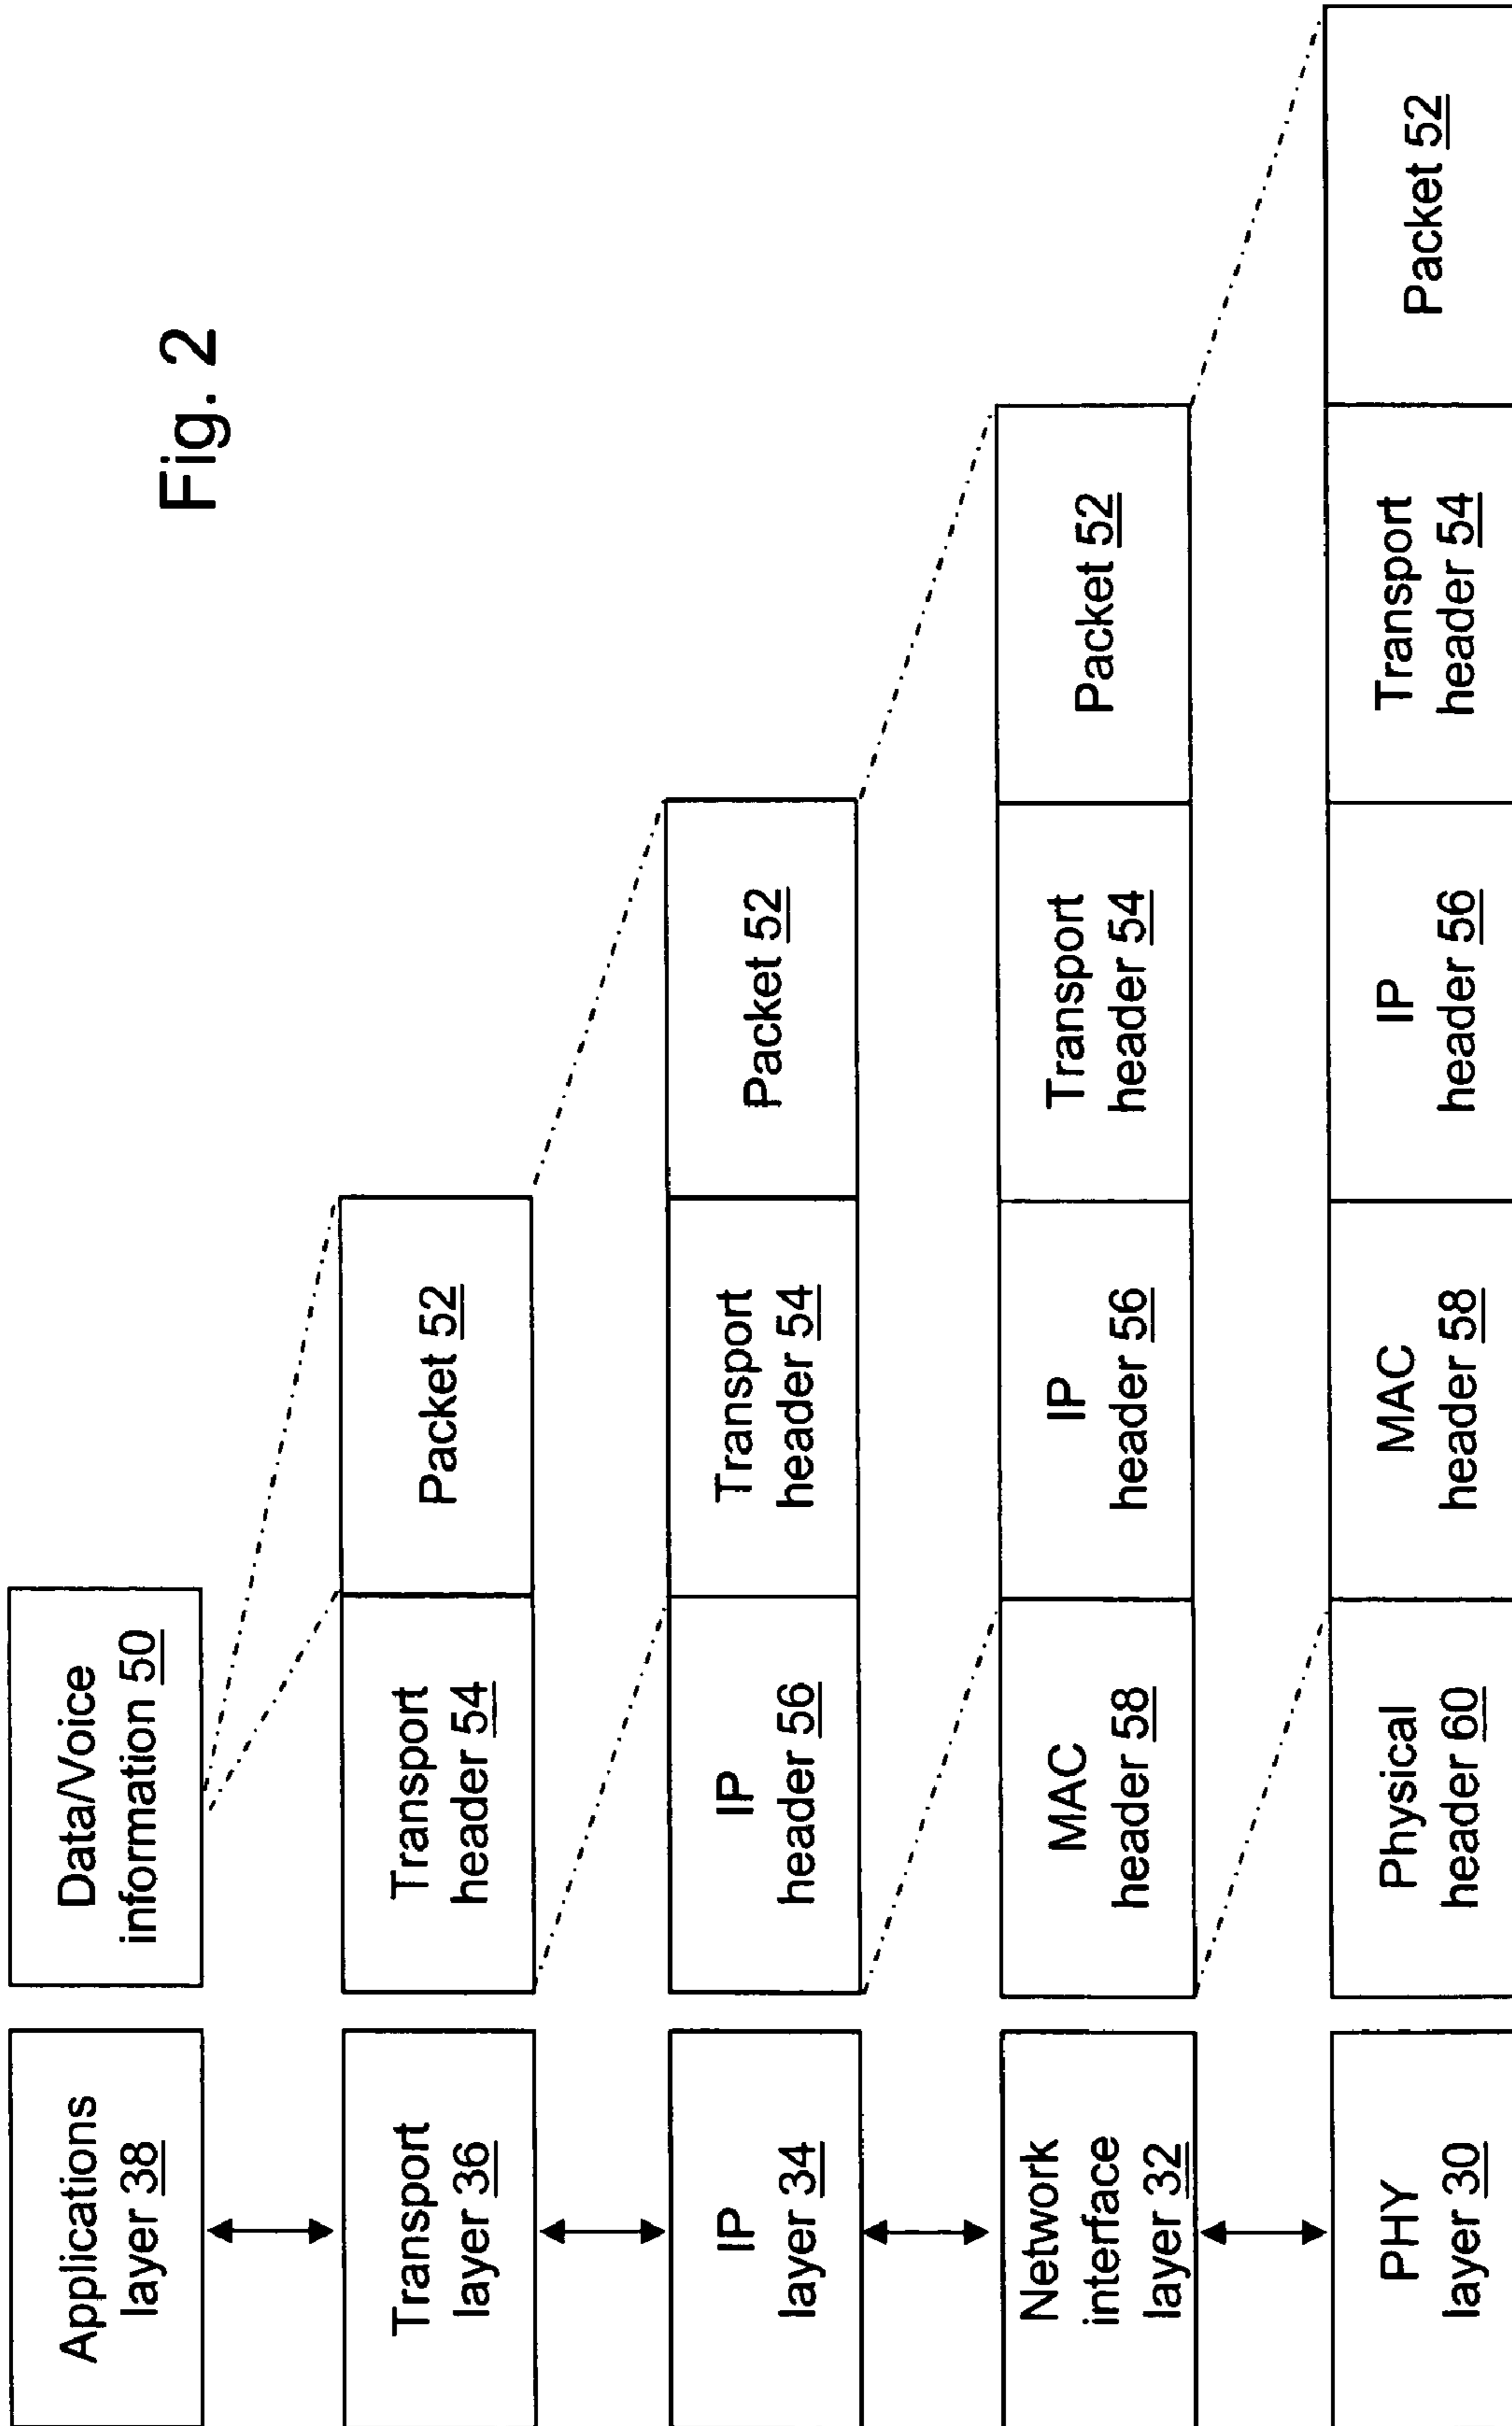 Fig. 2
Applications
layer 38
Data/Voice
information 50
Transport
layer 36
Transport
header 54
Packet 52
IP
layer 34
IP
header 56
Transport
header 54
Packet 52
Network
interface
layer 32
MAC
header 58
IP
header 56
Transport
header 54
Packet 52
PHY
layer 30
Physical
header 60
MAC
header 58
IP
header 56
Transport
header 54
Packet 52